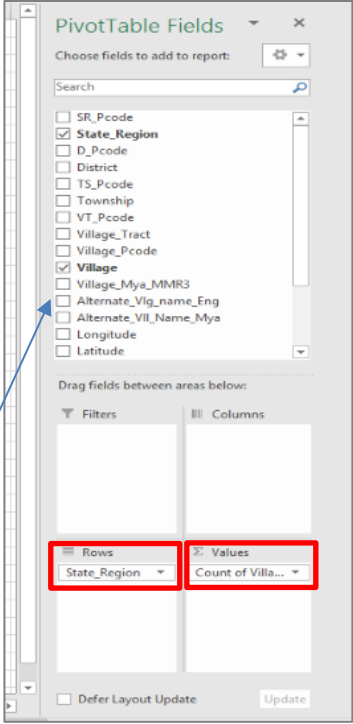 PivotTable Fields
Choose fields to add to report:
Search
SR_Pcode
State_Region
D_Pcode
District
TS_Pcode
Township
VT_Pcode
Village_Tract
Village_Pcode
Village
Village_Mya_MMR3
Alternate_Vlg_name_Eng
Alternate_Vll_Name_Mya
Longitude
Latitude
Drag fields between areas below:
Filters
Columns
Rows
Σ Values
State_Region
Count of Villa...
Defer Layout Update
Update